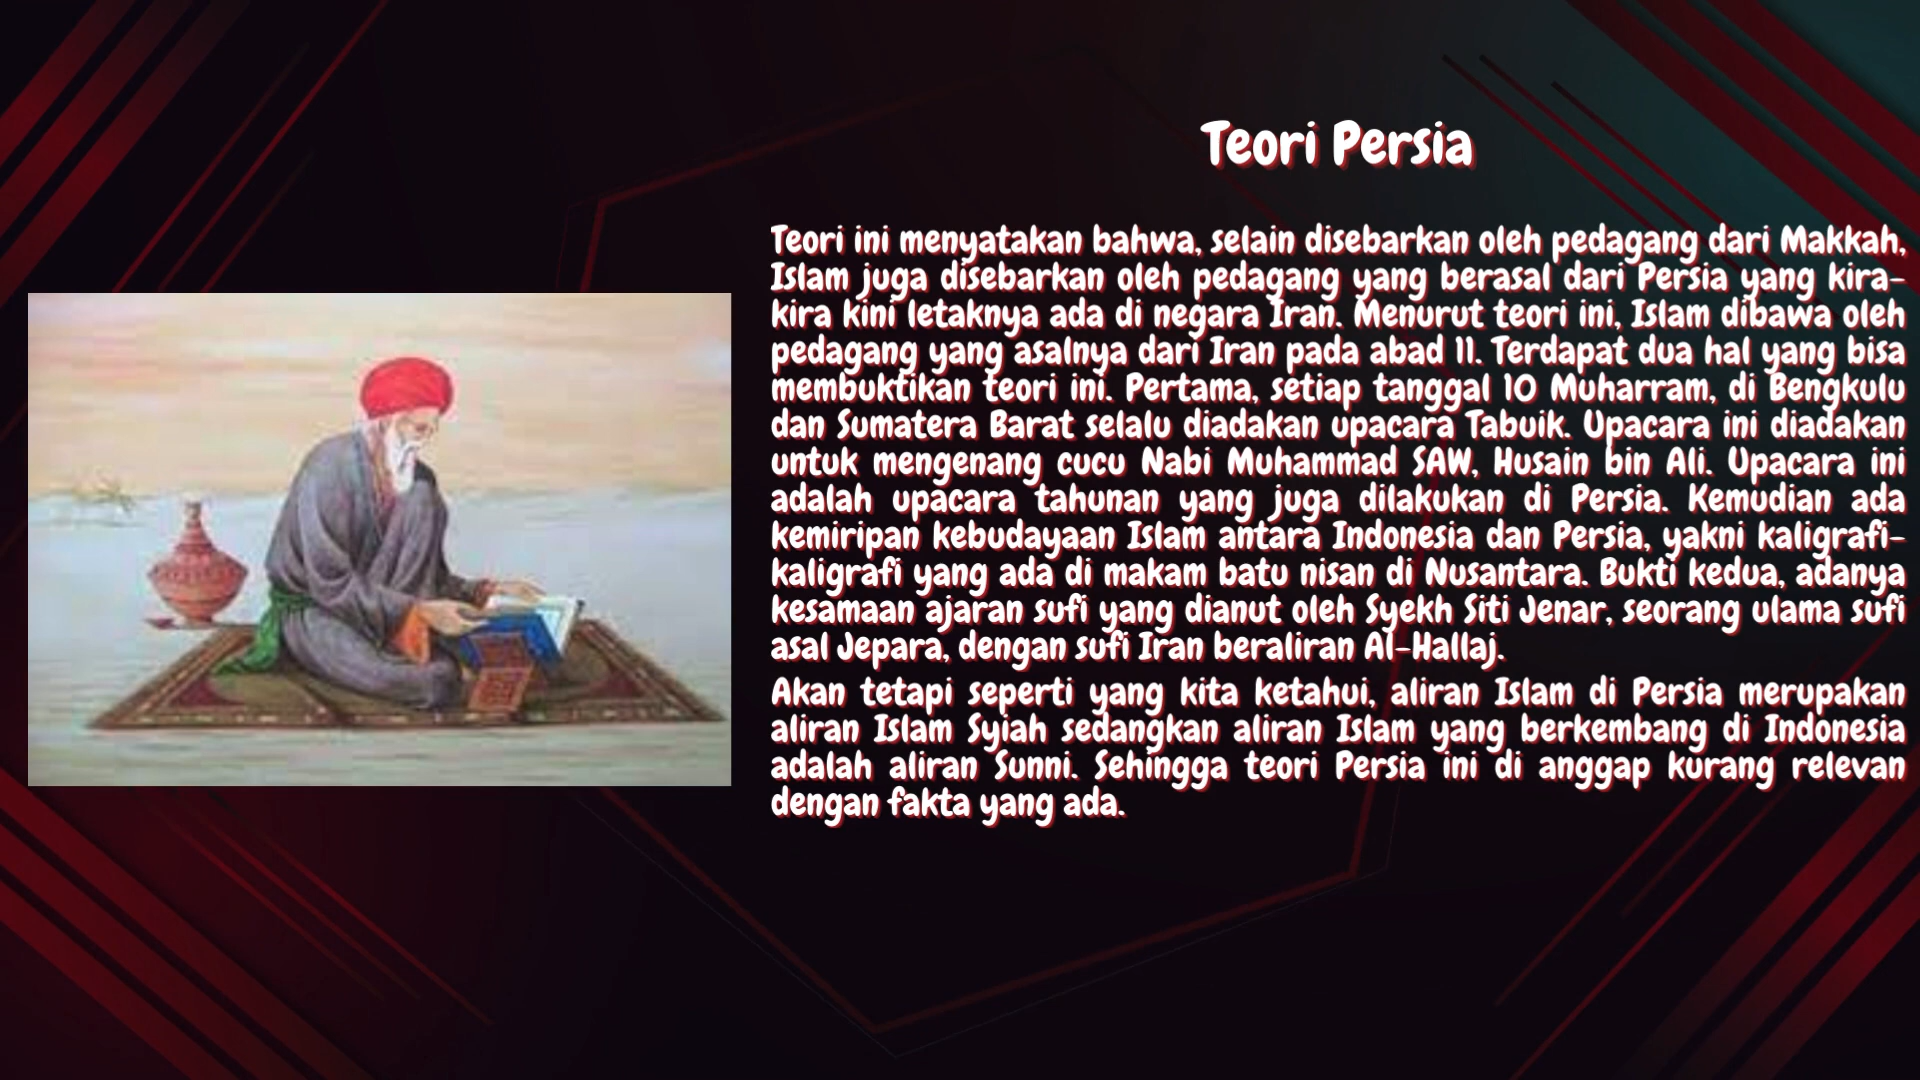 Teori Persia
Teori ini menyatakan bahwa, selain disebarkan oleh pedagang dari Makkah,
Islam juga disebarkan oleh pedagang yang berasal dari Persia yang kira-
kira kini letaknya ada di negara Iran. Menurut teori ini, Islam dibawa oleh
pedagang yang asalnya dari Iran pada abad 11. Terdapat dua hal yang bisa
membuktikan teori ini. Pertama, setiap tanggal 10 Muharram, di Bengkulu
dan Sumatera Barat selalu diadakan upacara Tabuik. Upacara ini diadakan
untuk mengenang cucu Nabi Muhammad SAW, Husain bin Ali. Upacara ini
adalah upacara tahunan yang juga dilakukan di Persia. Kemudian ada
kemiripan kebudayaan Islam antara Indonesia dan Persia, yakni kaligrafi-
kaligrafi yang ada di makam batu nisan di Nusantara. Bukti kedua, adanya
kesamaan ajaran sufi yang dianut oleh Syekh Siti Jenar, seorang ulama sufi
asal Jepara, dengan sufi Iran beraliran Al-Hallaj.
Akan tetapi seperti yang kita ketahui, aliran Islam di Persia merupakan
aliran Islam Syiah sedangkan aliran Islam yang berkembang di Indonesia
adalah aliran Sunni. Sehingga teori Persia ini di anggap kurang relevan
dengan fakta yang ada.